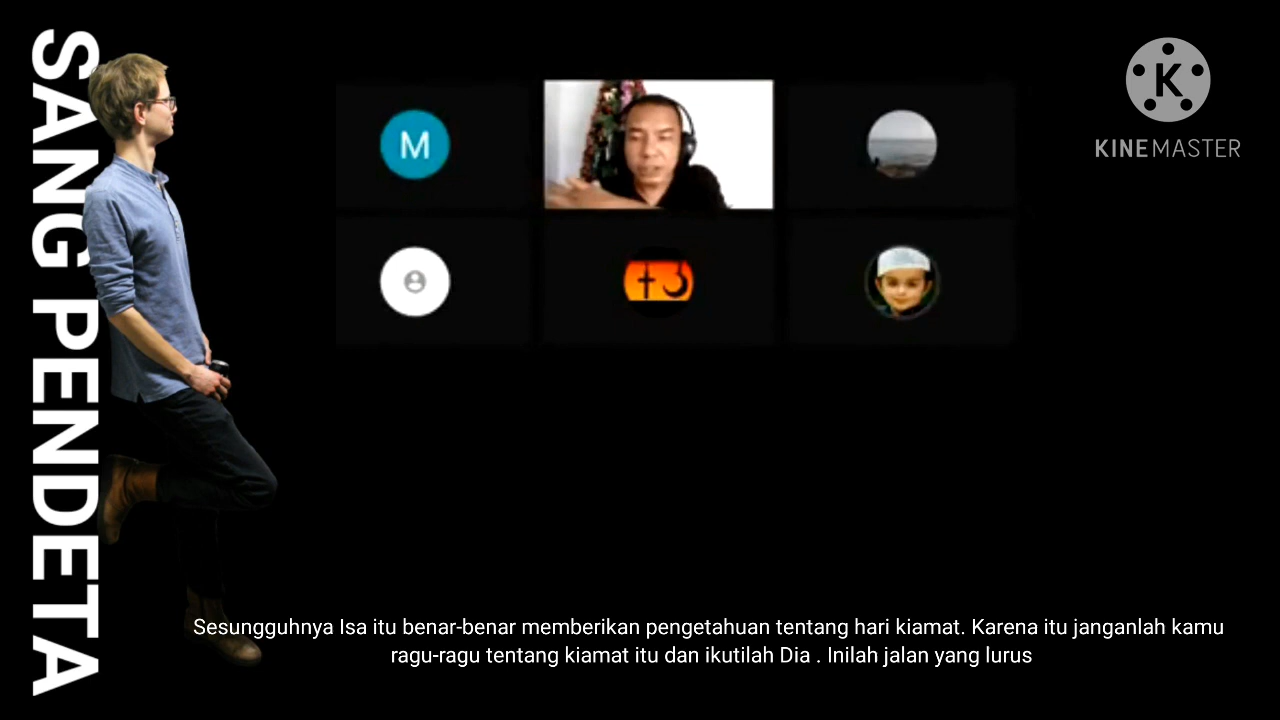 SANG PENDETA
M
K
KINEMASTER
Sesungguhnya Isa itu benar-benar memberikan pengetahuan tentang hari kiamat. Karena itu janganlah kamu
ragu-ragu tentang kiamat itu dan ikutilah Dia . Inilah jalan yang lurus